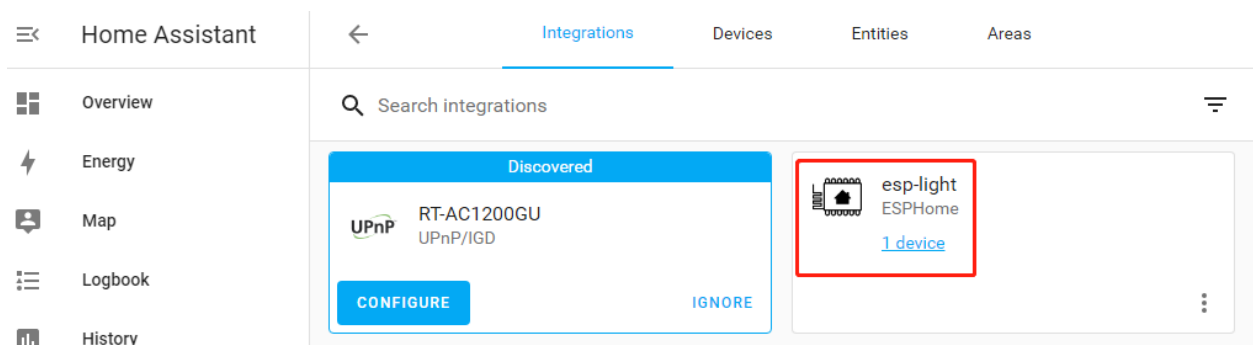 Home Assistant
Integrations
Devices
Entities
Areas
Overview
Search integrations
Energy
Discovered
Map
UPnP
RT-AC1200GU
UPnP/IGD
esp-light
ESPHome
1 device
Logbook
CONFIGURE
IGNORE
History